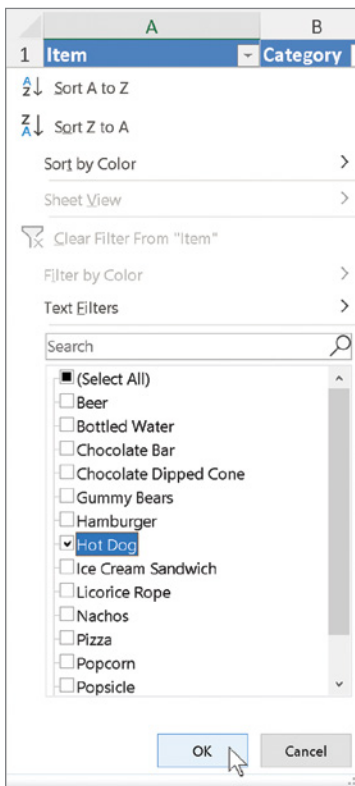 A B
1 Item Category
A Z Sort A to Z
Z A Sort Z to A
Sort by Color
Sheet View
Clear Filter From "Item"
Filter by Color
Text Filters
Search
(Select All)
Beer
Bottled Water
Chocolate Bar
Chocolate Dipped Cone
Gummy Bears
Hamburger
Hot Dog
Ice Cream Sandwich
Licorice Rope
Nachos
Pizza
Popcorn
Popsicle
OK Cancel